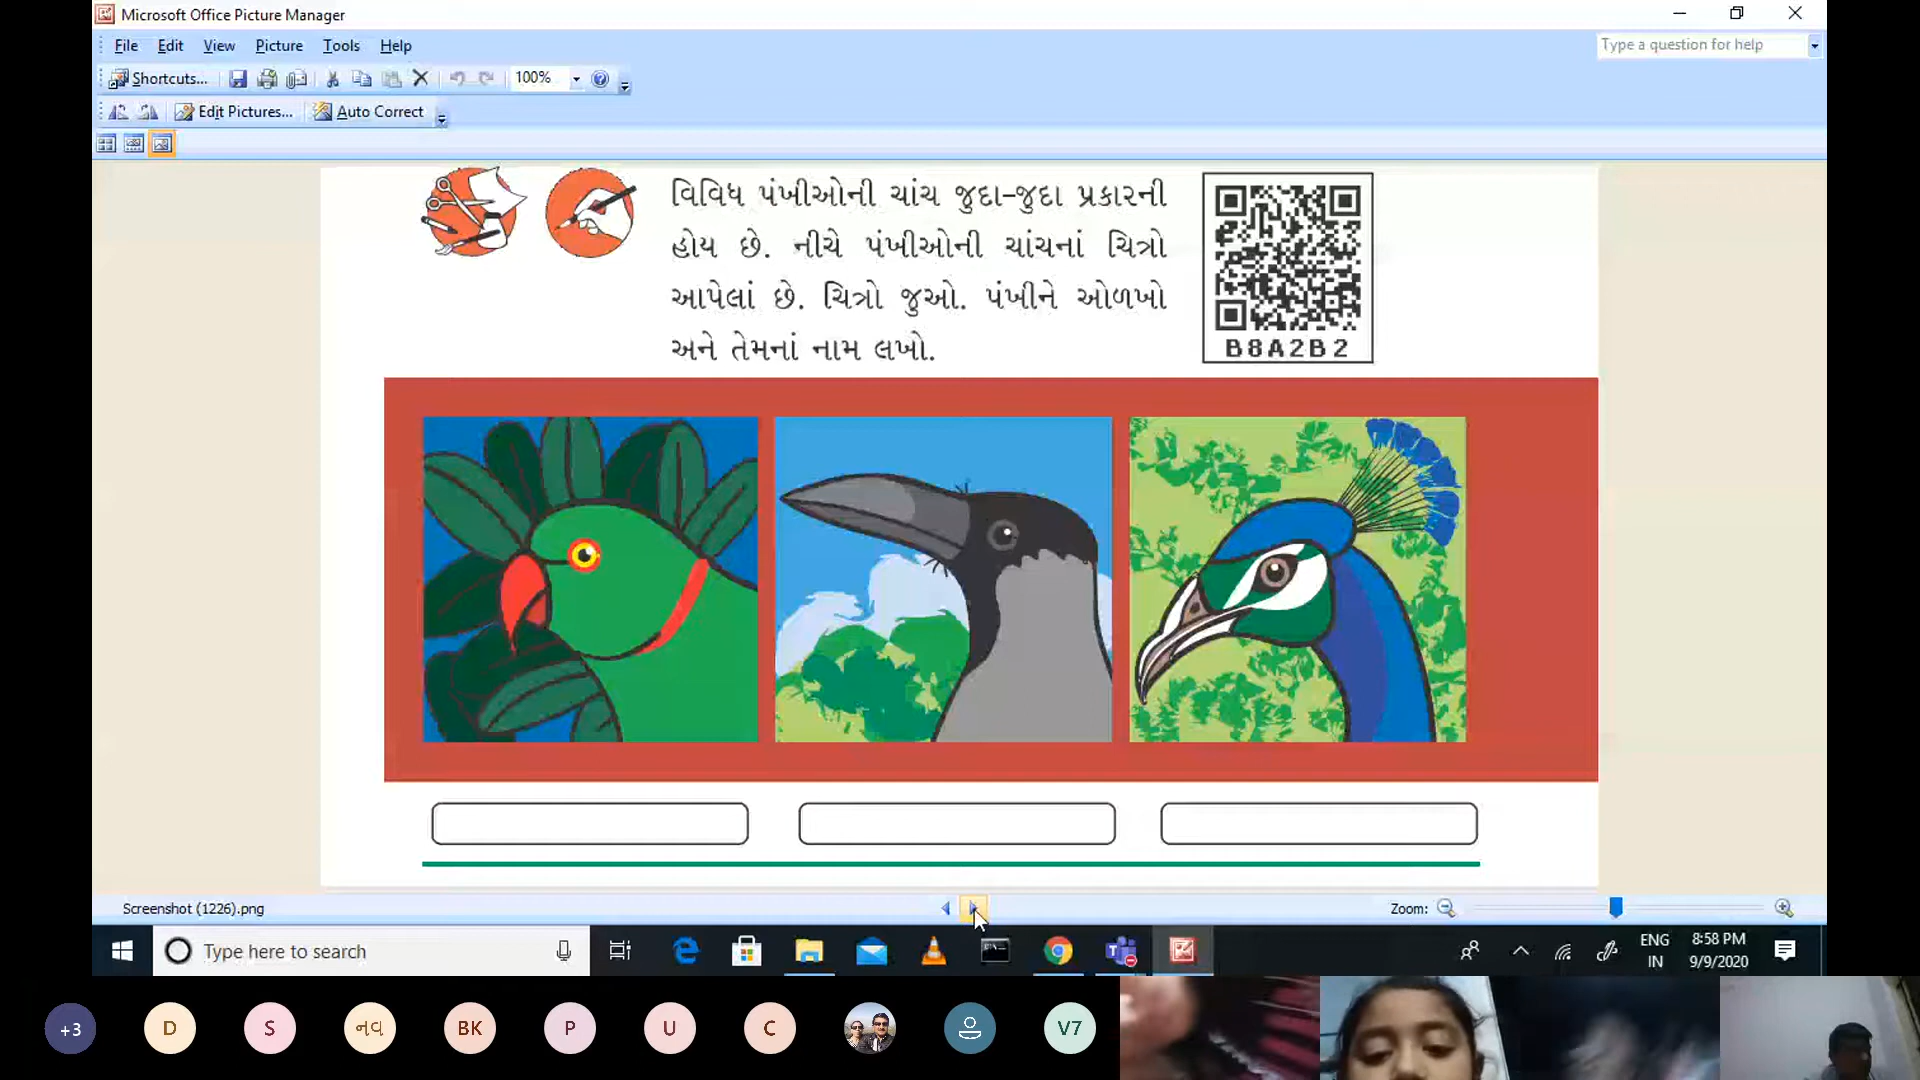 Microsoft Office Picture Manager
File Edit View Picture Tools Help
Type a question for help
Shortcuts... 100%
Edit Pictures... Auto Correct
વિવિધ પંખીઓની ચાંચ જુદા-જુદા પ્રકારની
હોય છે. નીચે પંખીઓની ચાંચનાં ચિત્રો
આપેલાં છે. ચિત્રો જુઓ. પંખીને ઓળખો
અને તેમનાં નામ લખો.
B8A2B2
Screenshot (1226).png
Zoom:
Type here to search
ENG
IN
8:58 PM
9/9/2020
+3 D S નવ BK P U C V7